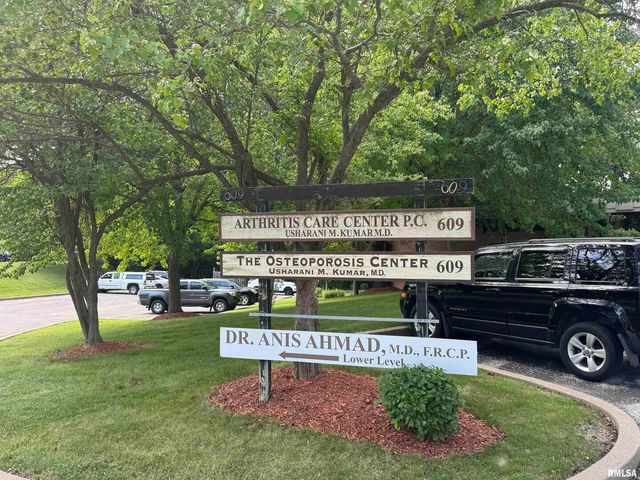 609 609
ARTHRITIS CARE CENTER P.C. 609
USHARANI M. KUMAR M.D.
THE OSTEOPOROSIS CENTER 609
USHARANI M. KUMAR, MD.
DR. ANIS AHMAD, M.D., F.R.C.P.
Lower Level
RMLSA